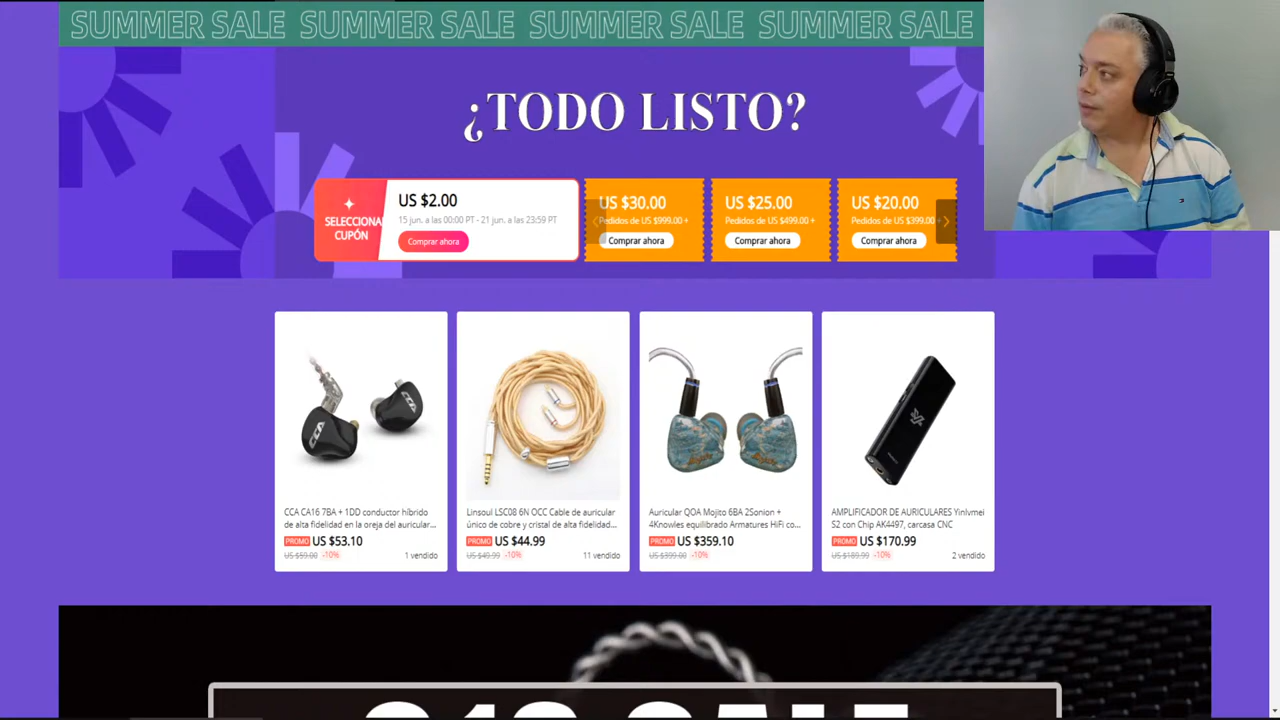 SUMMER SALE SUMMER SALE SUMMER SALE SUMMER SALE
¿TODO LISTO?
SELECCIONA
CUPÓN
US $2.00
15 jun. a las 00:00 PT - 21 jun. a las 23:59 PT
Comprar ahora
US $30.00
Pedidos de US $999.00 +
Comprar ahora
US $25.00
Pedidos de US $499.00 +
Comprar ahora
US $20.00
Pedidos de US $399.00 +
Comprar ahora
CCA
CCA
CCA CA16 7BA + 1DD conductor híbrido
de alta fidelidad en la oreja del auricular...
PROMO US $53.10
US $59.00 -10% 1 vendido
Linsoul LSC08 6N OCC Cable de auricular
único de cobre y cristal de alta fidelidad...
PROMO US $44.99
US $49.99 -10% 11 vendido
Auricular QOA Mojito 6BA 2Sonion +
4Knowles equilibrado Armatures HiFi co...
PROMO US $359.10
US $399.00 -10%
AMPLIFICADOR DE AURICULARES Yinlvmei
S2 con Chip AK4497, carcasa CNC
PROMO US $170.99
US $189.99 -10% 2 vendido